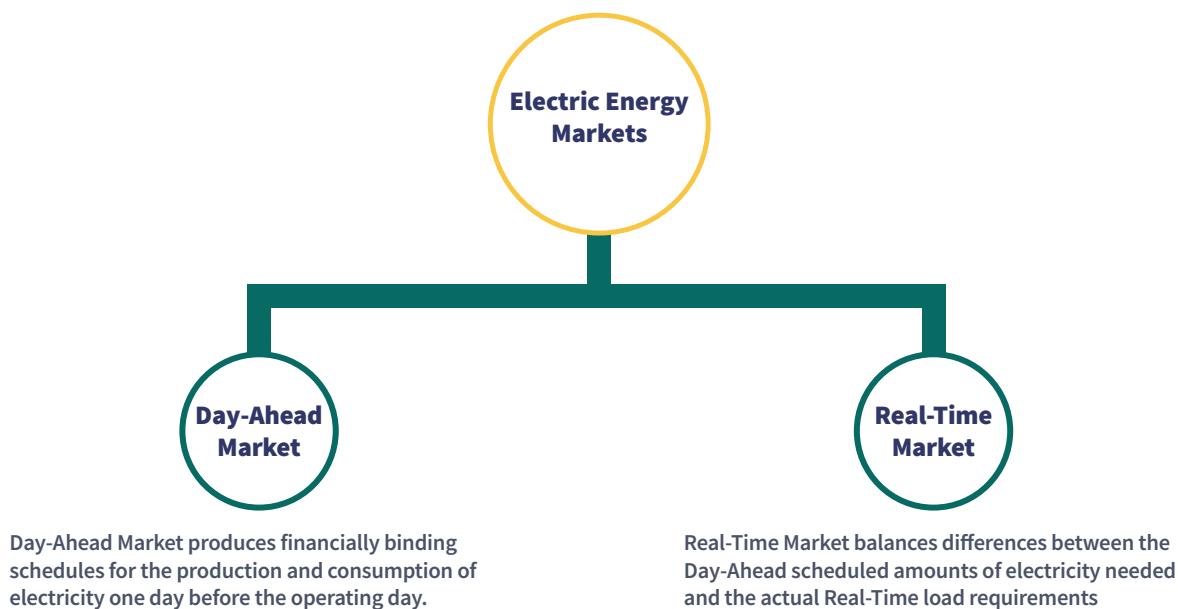 Electric Energy
Markets
Day-Ahead
Market
Real-Time
Market
Day-Ahead Market produces financially binding
schedules for the production and consumption of
electricity one day before the operating day.
Real-Time Market balances differences between the
Day-Ahead scheduled amounts of electricity needed
and the actual Real-Time load requirements